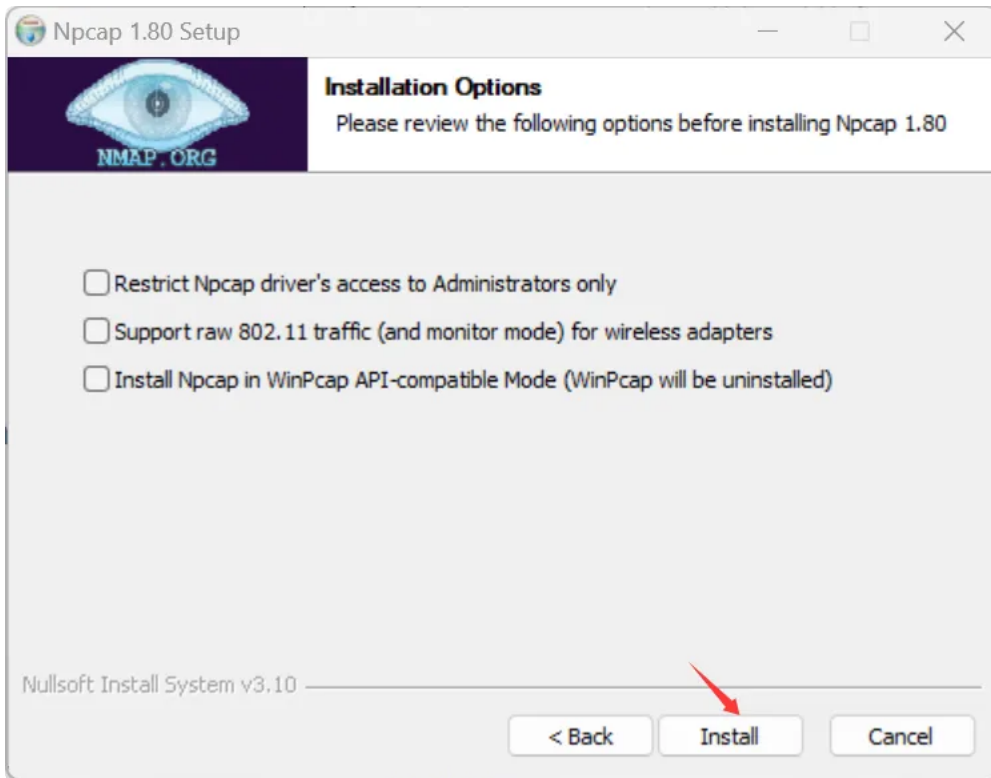 Npcap 1.80 Setup
NMAP.ORG
Installation Options
Please review the following options before installing Npcap 1.80
Restrict Npcap driver's access to Administrators only
Support raw 802.11 traffic (and monitor mode) for wireless adapters
Install Npcap in WinPcap API-compatible Mode (WinPcap will be uninstalled)
Nullsoft Install System v3.10
< Back
Install
Cancel